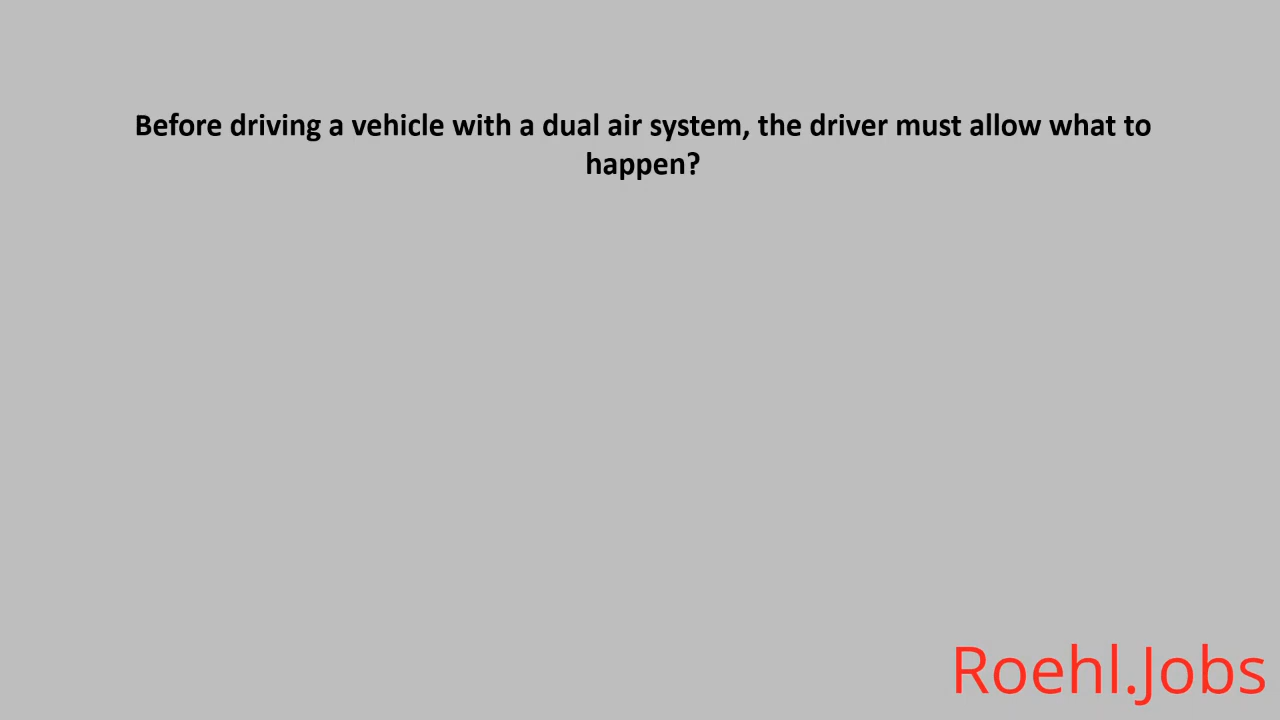 Before driving a vehicle with a dual air system, the driver must allow what to
happen?
Roehl.Jobs